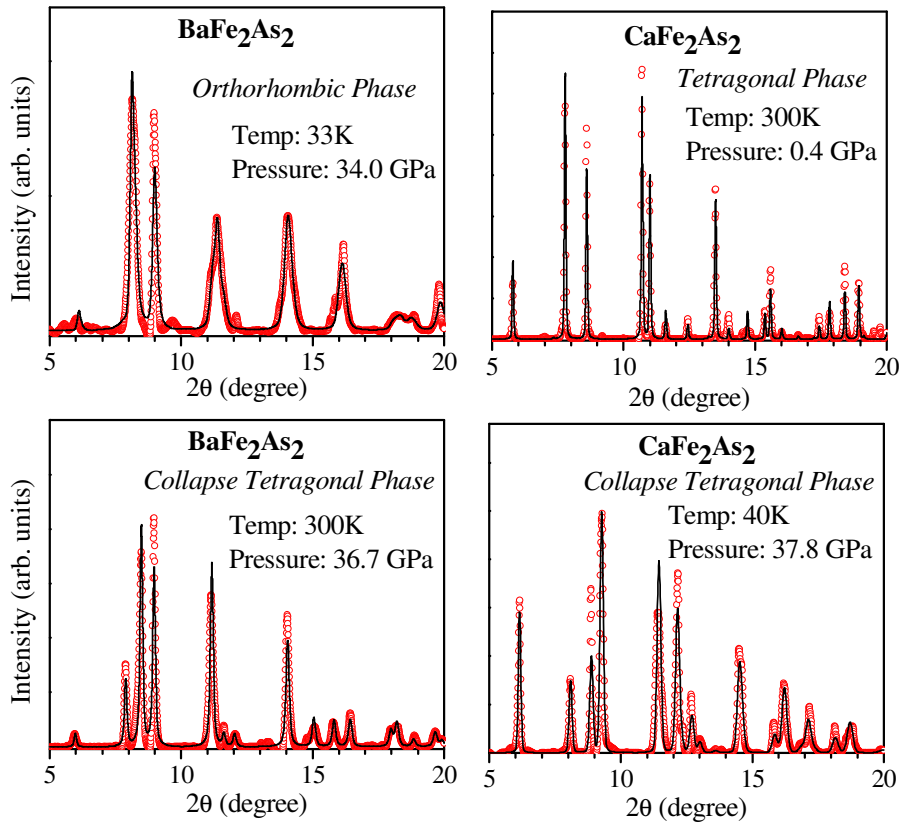 BaFe2As2
Orthorhombic Phase
Temp: 33K
Pressure: 34.0 GPa
Intensity (arb. units)
5 10 15 20
2θ (degree)
CaFe2As2
Tetragonal Phase
Temp: 300K
Pressure: 0.4 GPa
5 10 15 20
2θ (degree)
BaFe2As2
Collapse Tetragonal Phase
Temp: 300K
Pressure: 36.7 GPa
Intensity (arb. units)
5 10 15 20
2θ (degree)
CaFe2As2
Collapse Tetragonal Phase
Temp: 40K
Pressure: 37.8 GPa
5 10 15 20
2θ (degree)